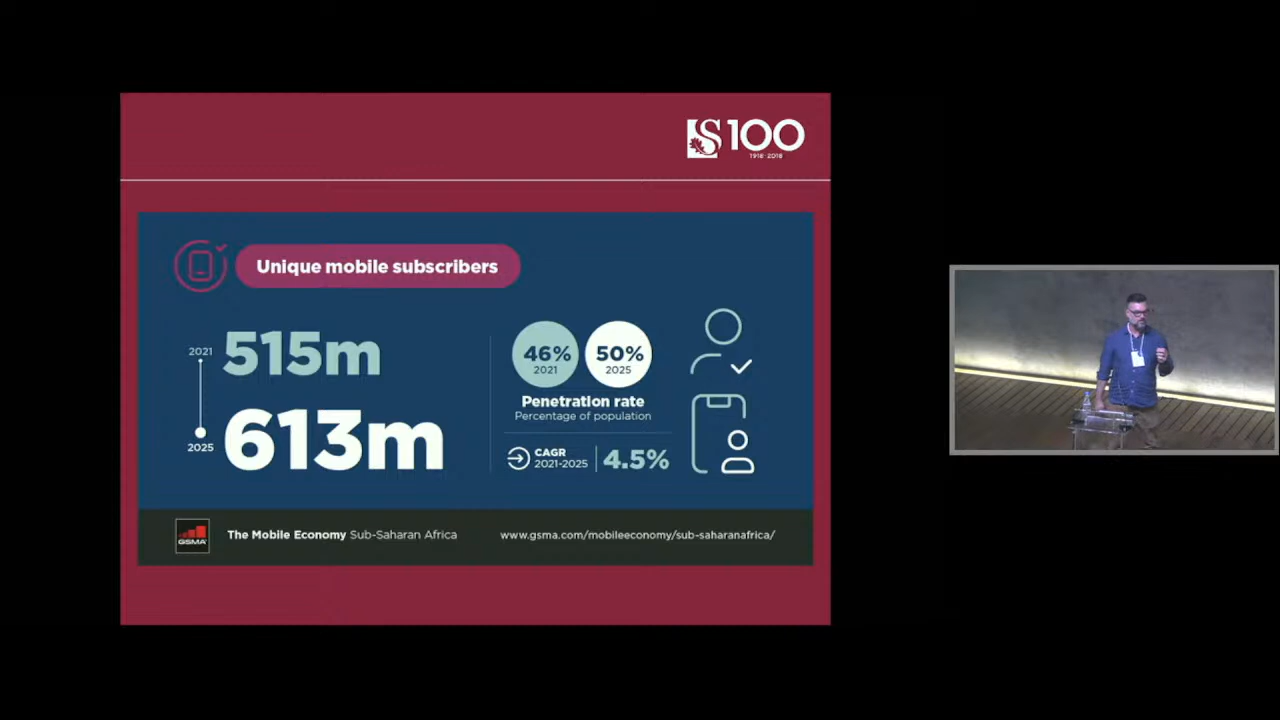 S100
1918·2018
Unique mobile subscribers
2021
515m
2025
613m
46%
2021
50%
2025
Penetration rate
Percentage of population
CAGR
2021-2025
4.5%
GSMA
The Mobile Economy Sub-Saharan Africa
www.gsma.com/mobileeconomy/sub-saharanafrica/